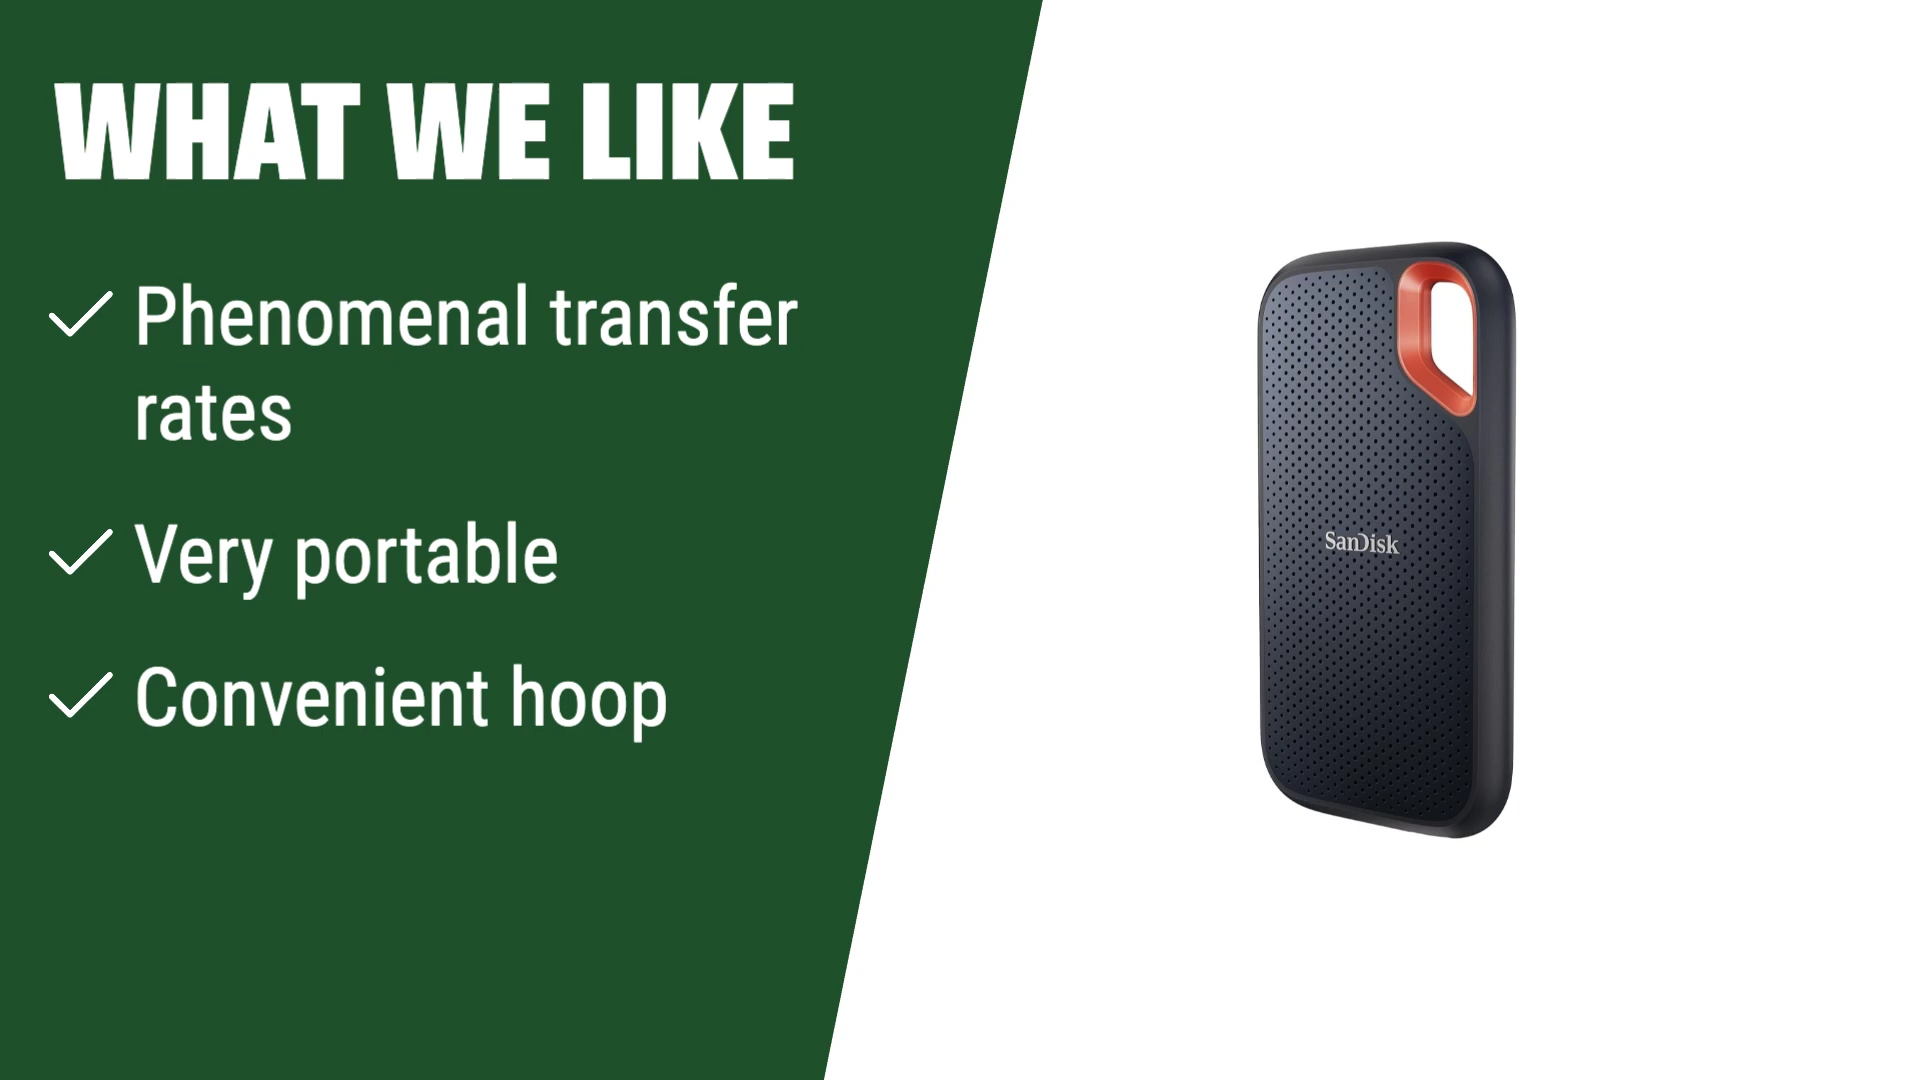 WHAT WE LIKE
Phenomenal transfer
rates
Very portable
Convenient hoop
SanDisk